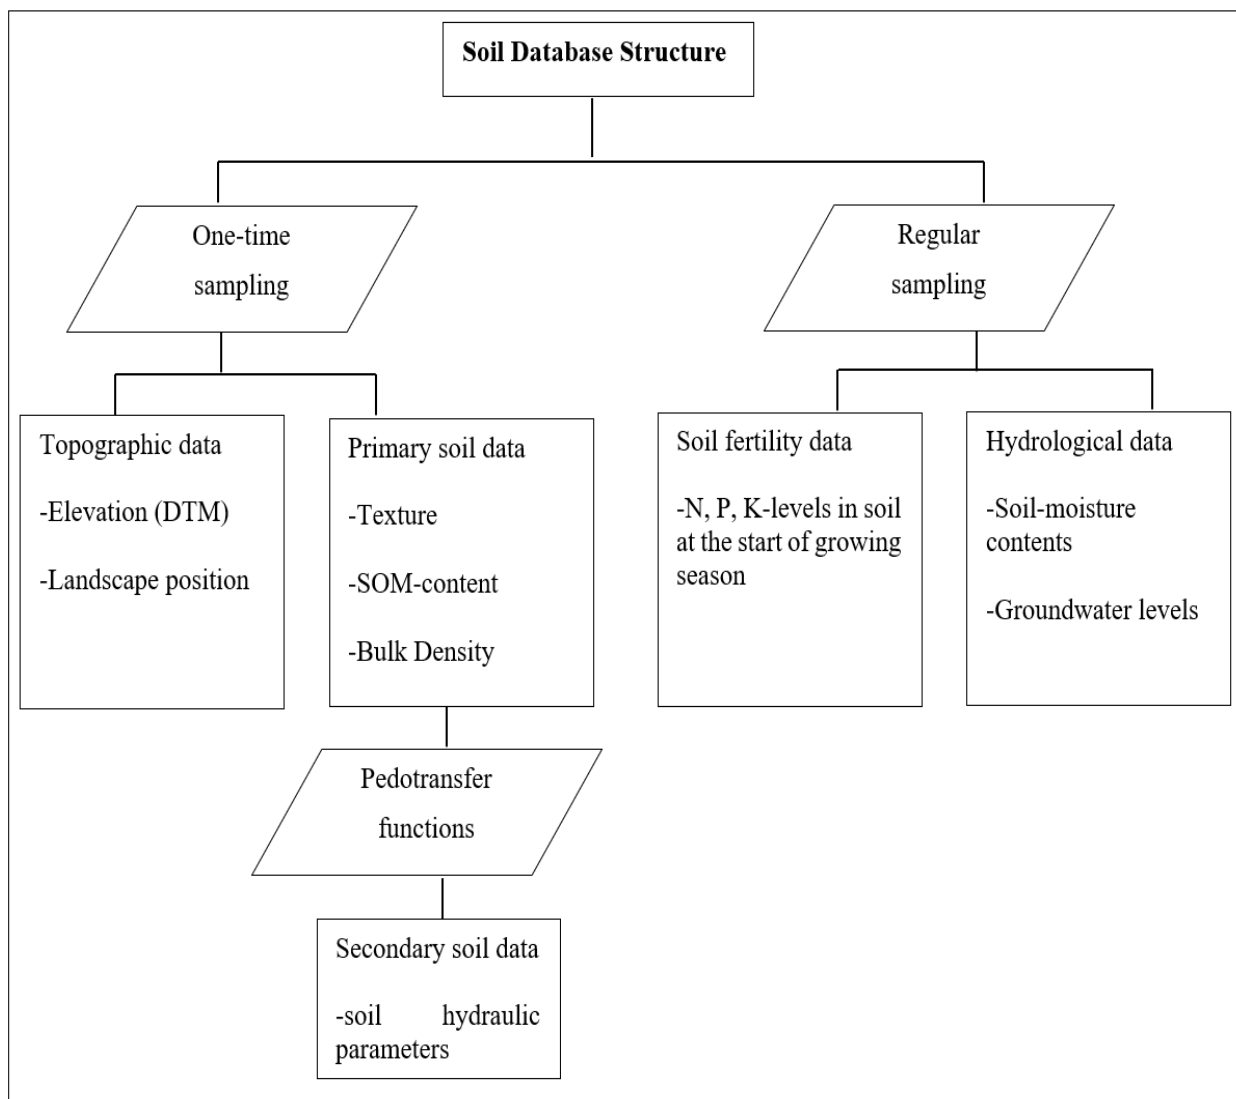 Soil Database Structure
One-time
sampling
Regular
sampling
Topographic data
-Elevation (DTM)
-Landscape position
Primary soil data
-Texture
-SOM-content
-Bulk Density
Soil fertility data
-N, P, K-levels in soil
at the start of growing
season
Hydrological data
-Soil-moisture
contents
-Groundwater levels
Pedotransfer
functions
Secondary soil data
-soil hydraulic
parameters